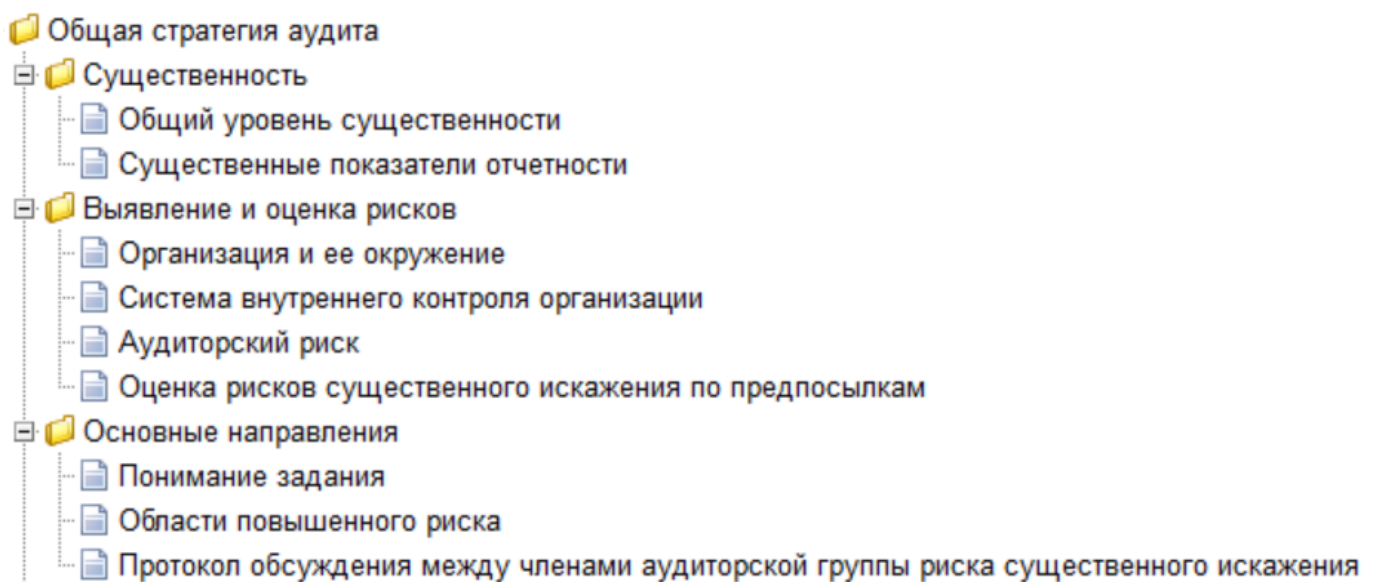 Общая стратегия аудита
Существенность
Общий уровень существенности
Существенные показатели отчетности
Выявление и оценка рисков
Организация и ее окружение
Система внутреннего контроля организации
Аудиторский риск
Оценка рисков существенного искажения по предпосылкам
Основные направления
Понимание задания
Области повышенного риска
Протокол обсуждения между членами аудиторской группы риска существенного искажения